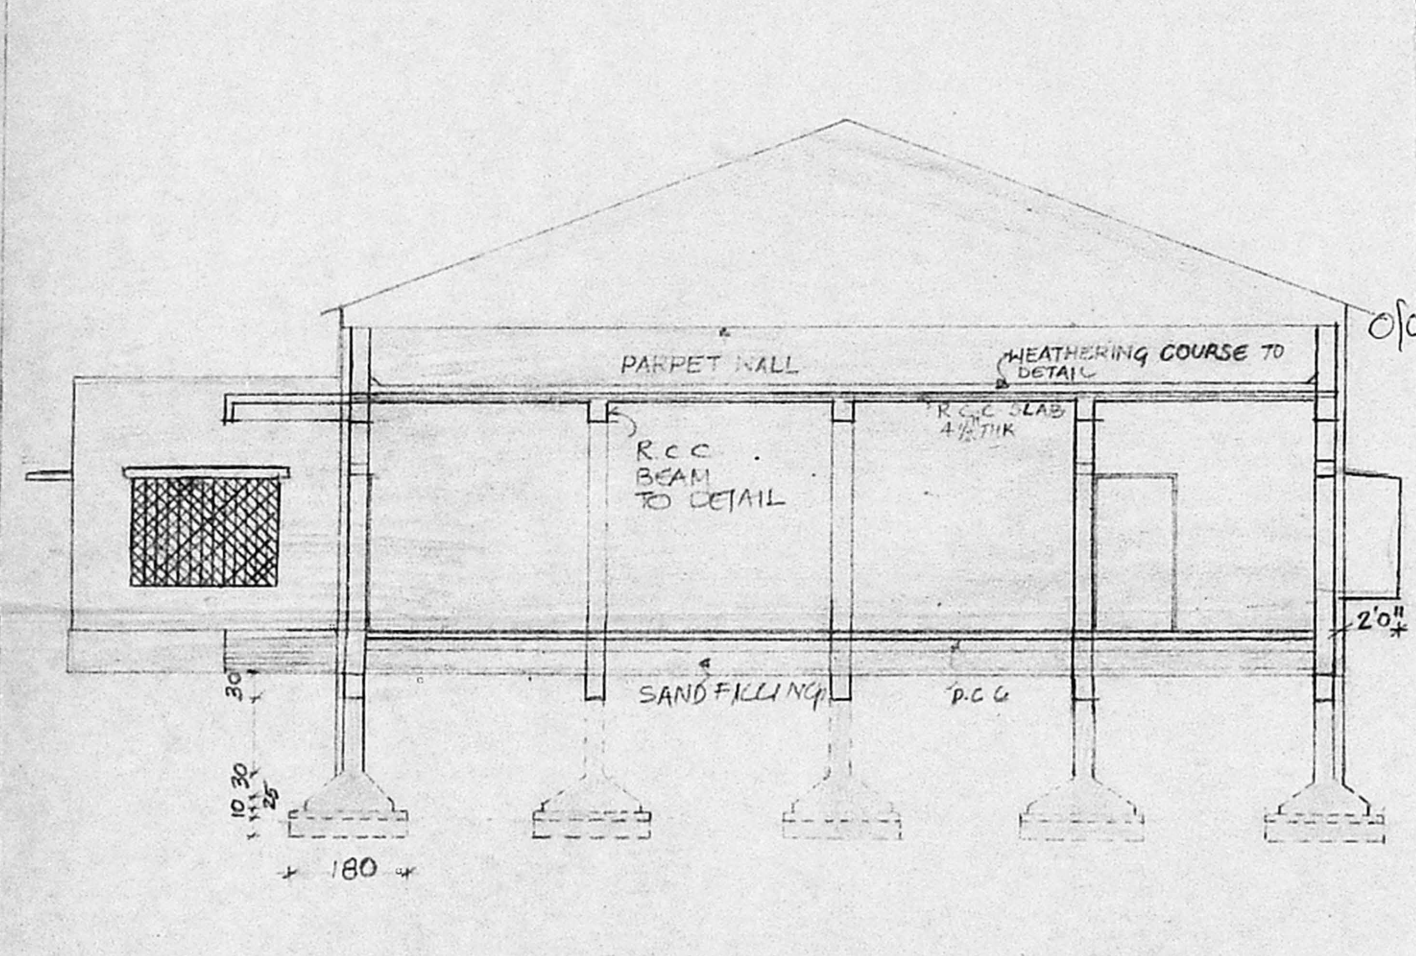 PARPET WALL
WEATHERING COURSE TO
DETAIL
R.C.C SLAB
4½" THK
R C C
BEAM
TO DETAIL
2'0"
SAND FILLING
P.C.C
30
30
25
10
180